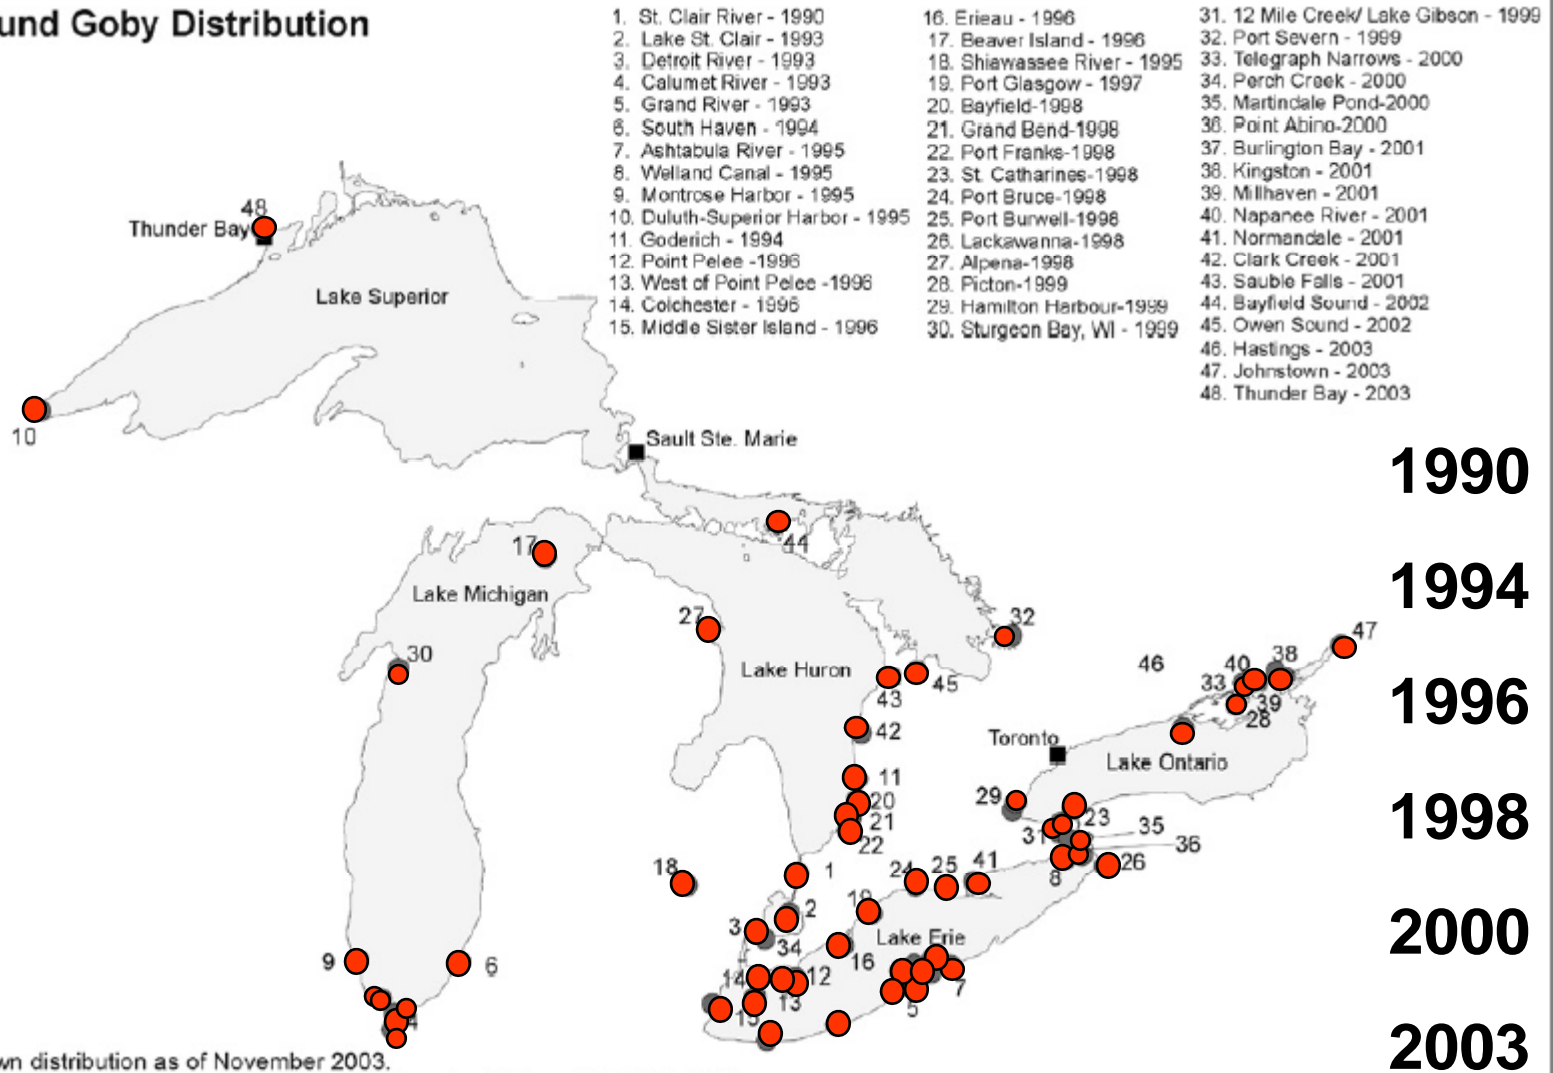 und Goby Distribution
1. St. Clair River - 1990
2. Lake St. Clair - 1993
3. Detroit River - 1993
4. Calumet River - 1993
5. Grand River - 1993
6. South Haven - 1994
7. Ashtabula River - 1995
8. Welland Canal - 1995
9. Montrose Harbor - 1995
10. Duluth-Superior Harbor - 1995
11. Goderich - 1994
12. Point Pelee -1996
13. West of Point Pelee -1996
14. Colchester - 1996
15. Middle Sister Island - 1996
16. Erieau - 1996
17. Beaver Island - 1996
18. Shiawassee River - 1995
19. Port Glasgow - 1997
20. Bayfield-1998
21. Grand Bend-1998
22. Port Franks-1998
23. St. Catharines-1998
24. Port Bruce-1998
25. Port Burwell-1998
26. Lackawanna-1998
27. Alpena-1998
28. Picton-1999
29. Hamilton Harbour-1999
30. Sturgeon Bay, WI - 1999
31. 12 Mile Creek/ Lake Gibson - 1999
32. Port Severn - 1999
33. Telegraph Narrows - 2000
34. Perch Creek - 2000
35. Martindale Pond-2000
36. Point Abino-2000
37. Burlington Bay - 2001
38. Kingston - 2001
39. Millhaven - 2001
40. Napanee River - 2001
41. Normandale - 2001
42. Clark Creek - 2001
43. Sauble Falls - 2001
44. Bayfield Sound - 2002
45. Owen Sound - 2002
46. Hastings - 2003
47. Johnstown - 2003
48. Thunder Bay - 2003
48
Thunder Bay
Lake Superior
10
Sault Ste. Marie
1990
17
44
Lake Michigan
1994
27
32
47
30
Lake Huron
45
46
40
38
33
39
43
28
1996
42
Toronto
Lake Ontario
11
29
20
23
1998
21
31
35
22
36
18
1
24
25
41
8
26
2
19
3
34
Lake Erie
2000
9
6
16
14
12
7
13
5
15
4
2003
wn distribution as of November 2003.